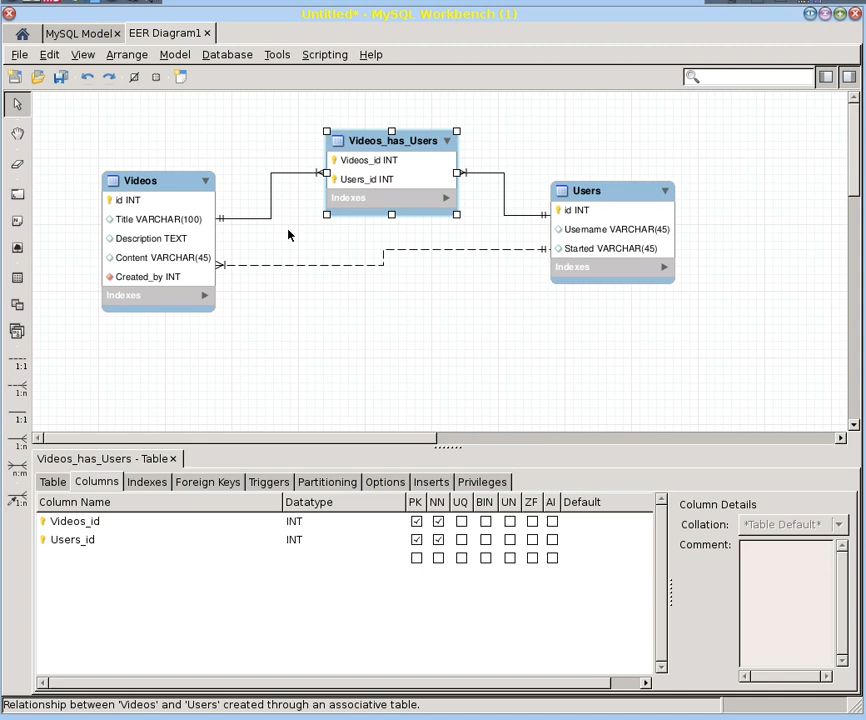 Untitled* - MySQL Workbench (1)
MySQL Model× EER Diagram1×
File Edit View Arrange Model Database Tools Scripting Help
Videos_has_Users
Videos_id INT
Users_id INT
Indexes
Videos
id INT
Title VARCHAR(100)
Description TEXT
Content VARCHAR(45)
Created_by INT
Indexes
Users
id INT
Username VARCHAR(45)
Started VARCHAR(45)
Indexes
1:1
1:n
1:1
1:n
n:m
1:n
Videos_has_Users - Table×
Table Columns Indexes Foreign Keys Triggers Partitioning Options Inserts Privileges
Column Name Datatype PK NN UQ BIN UN ZF AI Default
Videos_id INT
Users_id INT
Column Details
Collation: *Table Default*
Comment:
Relationship between 'Videos' and 'Users' created through an associative table.